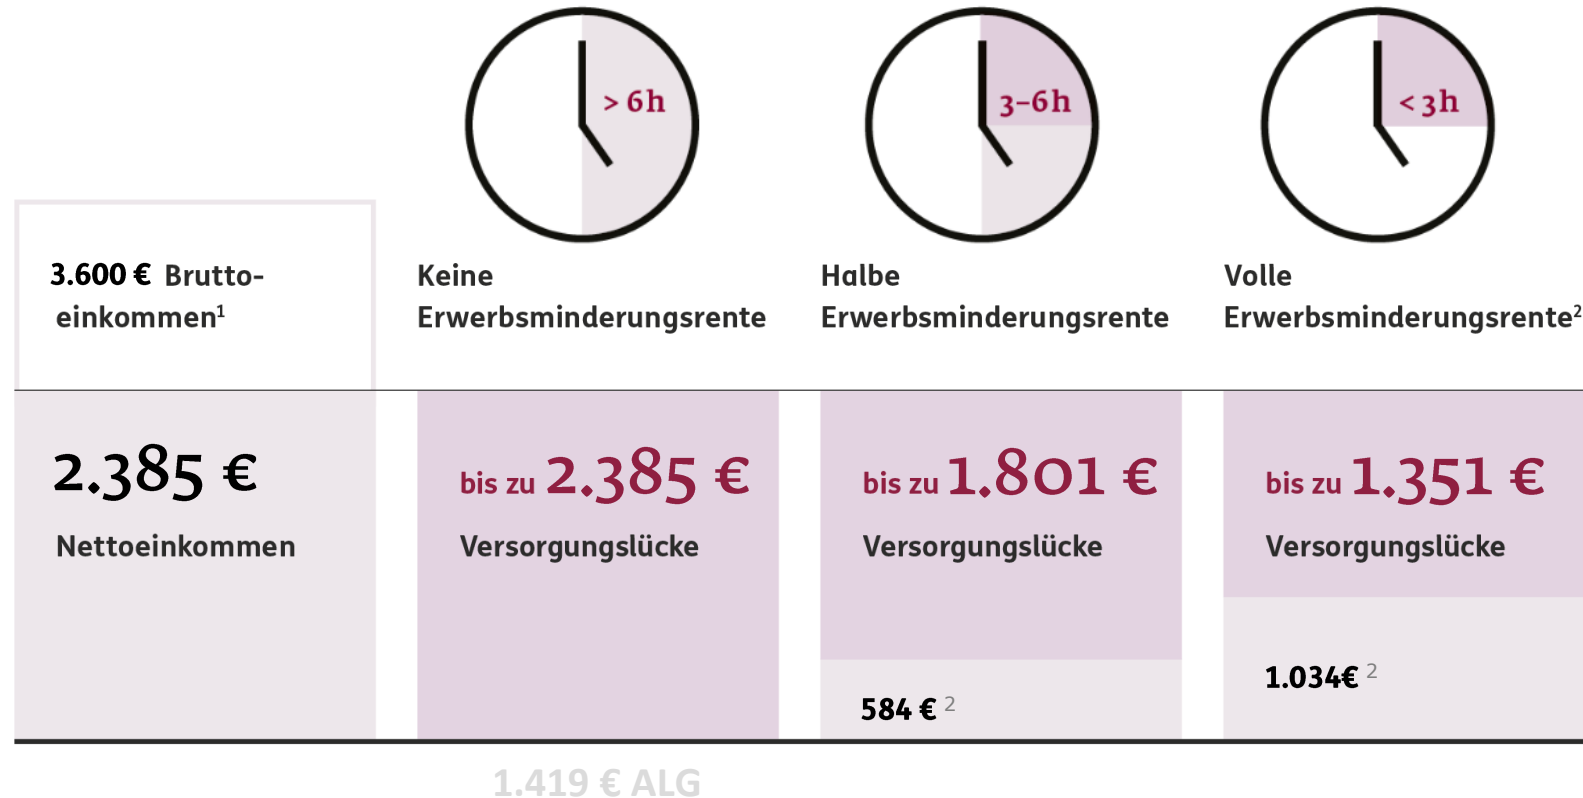 > 6h
3–6h
< 3h
3.600 € Brutto-
einkommen¹
Keine
Erwerbsminderungsrente
Halbe
Erwerbsminderungsrente
Volle
Erwerbsminderungsrente²
2.385 €
Nettoeinkommen
bis zu 2.385 €
Versorgungslücke
bis zu 1.801 €
Versorgungslücke
bis zu 1.351 €
Versorgungslücke
584 € ²
1.034€ ²
1.419 € ALG